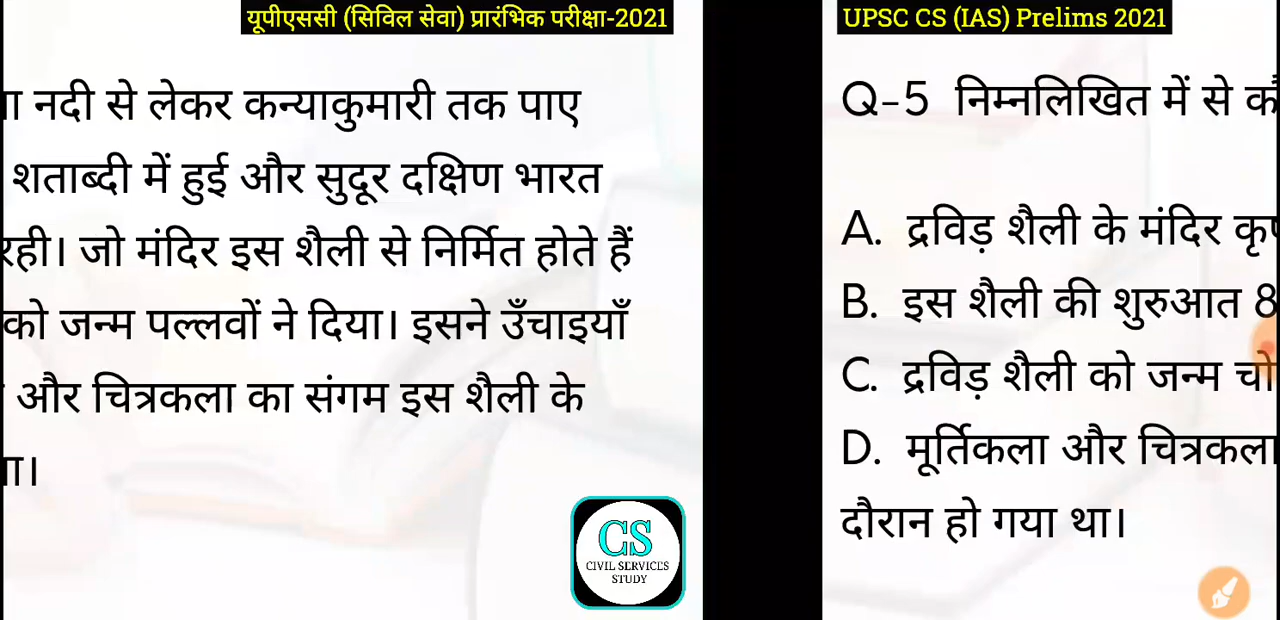 यूपीएससी (सिविल सेवा) प्रारंभिक परीक्षा-2021
नदी से लेकर कन्याकुमारी तक पाए
शताब्दी में हुई और सुदूर दक्षिण भारत
रही। जो मंदिर इस शैली से निर्मित होते हैं
को जन्म पल्लवों ने दिया। इसने उँचाइयाँ
और चित्रकला का संगम इस शैली के
CS
CIVIL SERVICES
STUDY
UPSC CS (IAS) Prelims 2021
Q-5 निम्नलिखित में से
A. द्रविड़ शैली के मंदिर
B. इस शैली की शुरुआत 8
C. द्रविड़ शैली को जन्म
D. मूर्तिकला और चित्रकला
दौरान हो गया था।